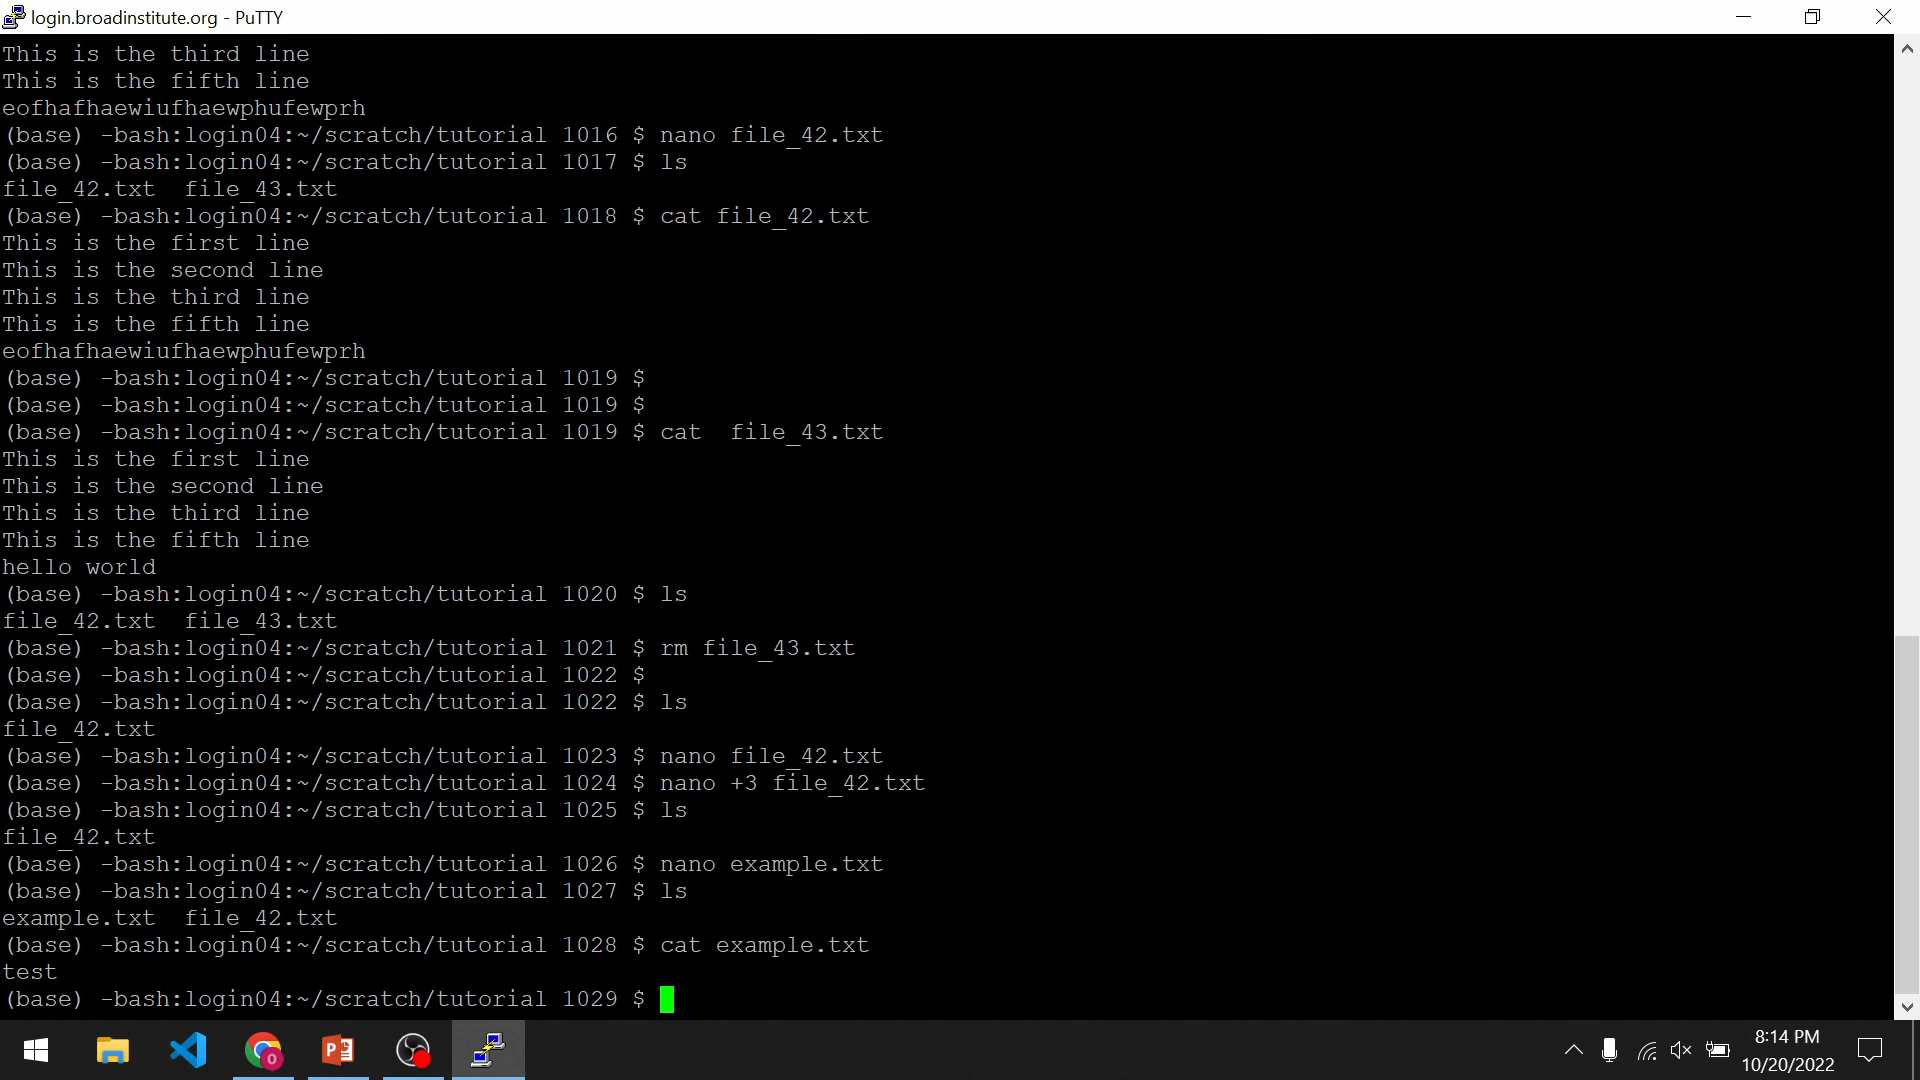 login.broadinstitute.org - PuTTY
This is the third line
This is the fifth line
eofhafhaewiufhaewphufewprh
(base) -bash:login04:~/scratch/tutorial 1016 $ nano file_42.txt
(base) -bash:login04:~/scratch/tutorial 1017 $ ls
file_42.txt  file_43.txt
(base) -bash:login04:~/scratch/tutorial 1018 $ cat file_42.txt
This is the first line
This is the second line
This is the third line
This is the fifth line
eofhafhaewiufhaewphufewprh
(base) -bash:login04:~/scratch/tutorial 1019 $
(base) -bash:login04:~/scratch/tutorial 1019 $
(base) -bash:login04:~/scratch/tutorial 1019 $ cat  file_43.txt
This is the first line
This is the second line
This is the third line
This is the fifth line
hello world
(base) -bash:login04:~/scratch/tutorial 1020 $ ls
file_42.txt  file_43.txt
(base) -bash:login04:~/scratch/tutorial 1021 $ rm file_43.txt
(base) -bash:login04:~/scratch/tutorial 1022 $
(base) -bash:login04:~/scratch/tutorial 1022 $ ls
file_42.txt
(base) -bash:login04:~/scratch/tutorial 1023 $ nano file_42.txt
(base) -bash:login04:~/scratch/tutorial 1024 $ nano +3 file_42.txt
(base) -bash:login04:~/scratch/tutorial 1025 $ ls
file_42.txt
(base) -bash:login04:~/scratch/tutorial 1026 $ nano example.txt
(base) -bash:login04:~/scratch/tutorial 1027 $ ls
example.txt  file_42.txt
(base) -bash:login04:~/scratch/tutorial 1028 $ cat example.txt
test
(base) -bash:login04:~/scratch/tutorial 1029 $
8:14 PM
10/20/2022